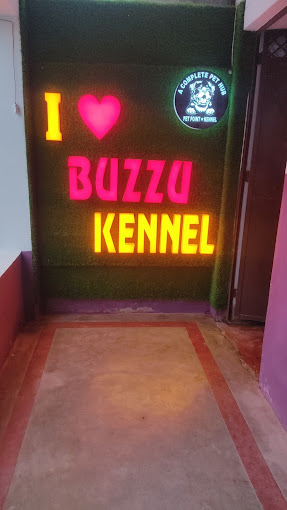 I ❤
BUZZU
KENNEL
A COMPLETE PET HUB
PET POINT & KENNEL